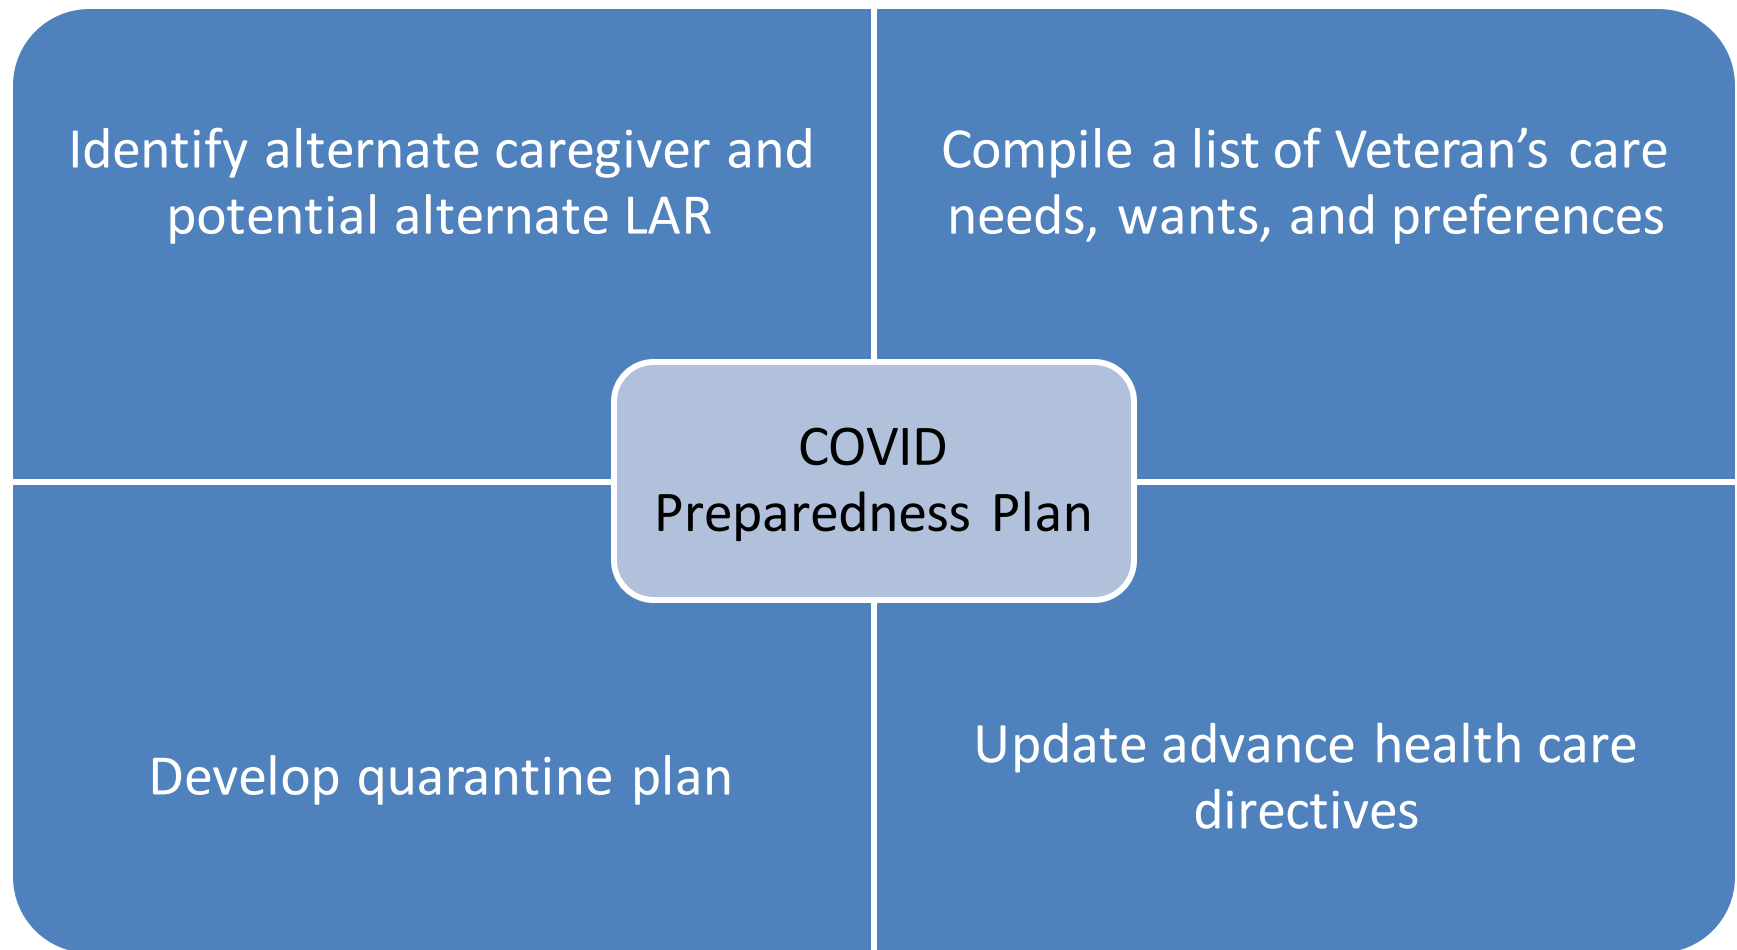 Identify alternate caregiver and
potential alternate LAR
Compile a list of Veteran’s care
needs, wants, and preferences
COVID
Preparedness Plan
Develop quarantine plan
Update advance health care
directives